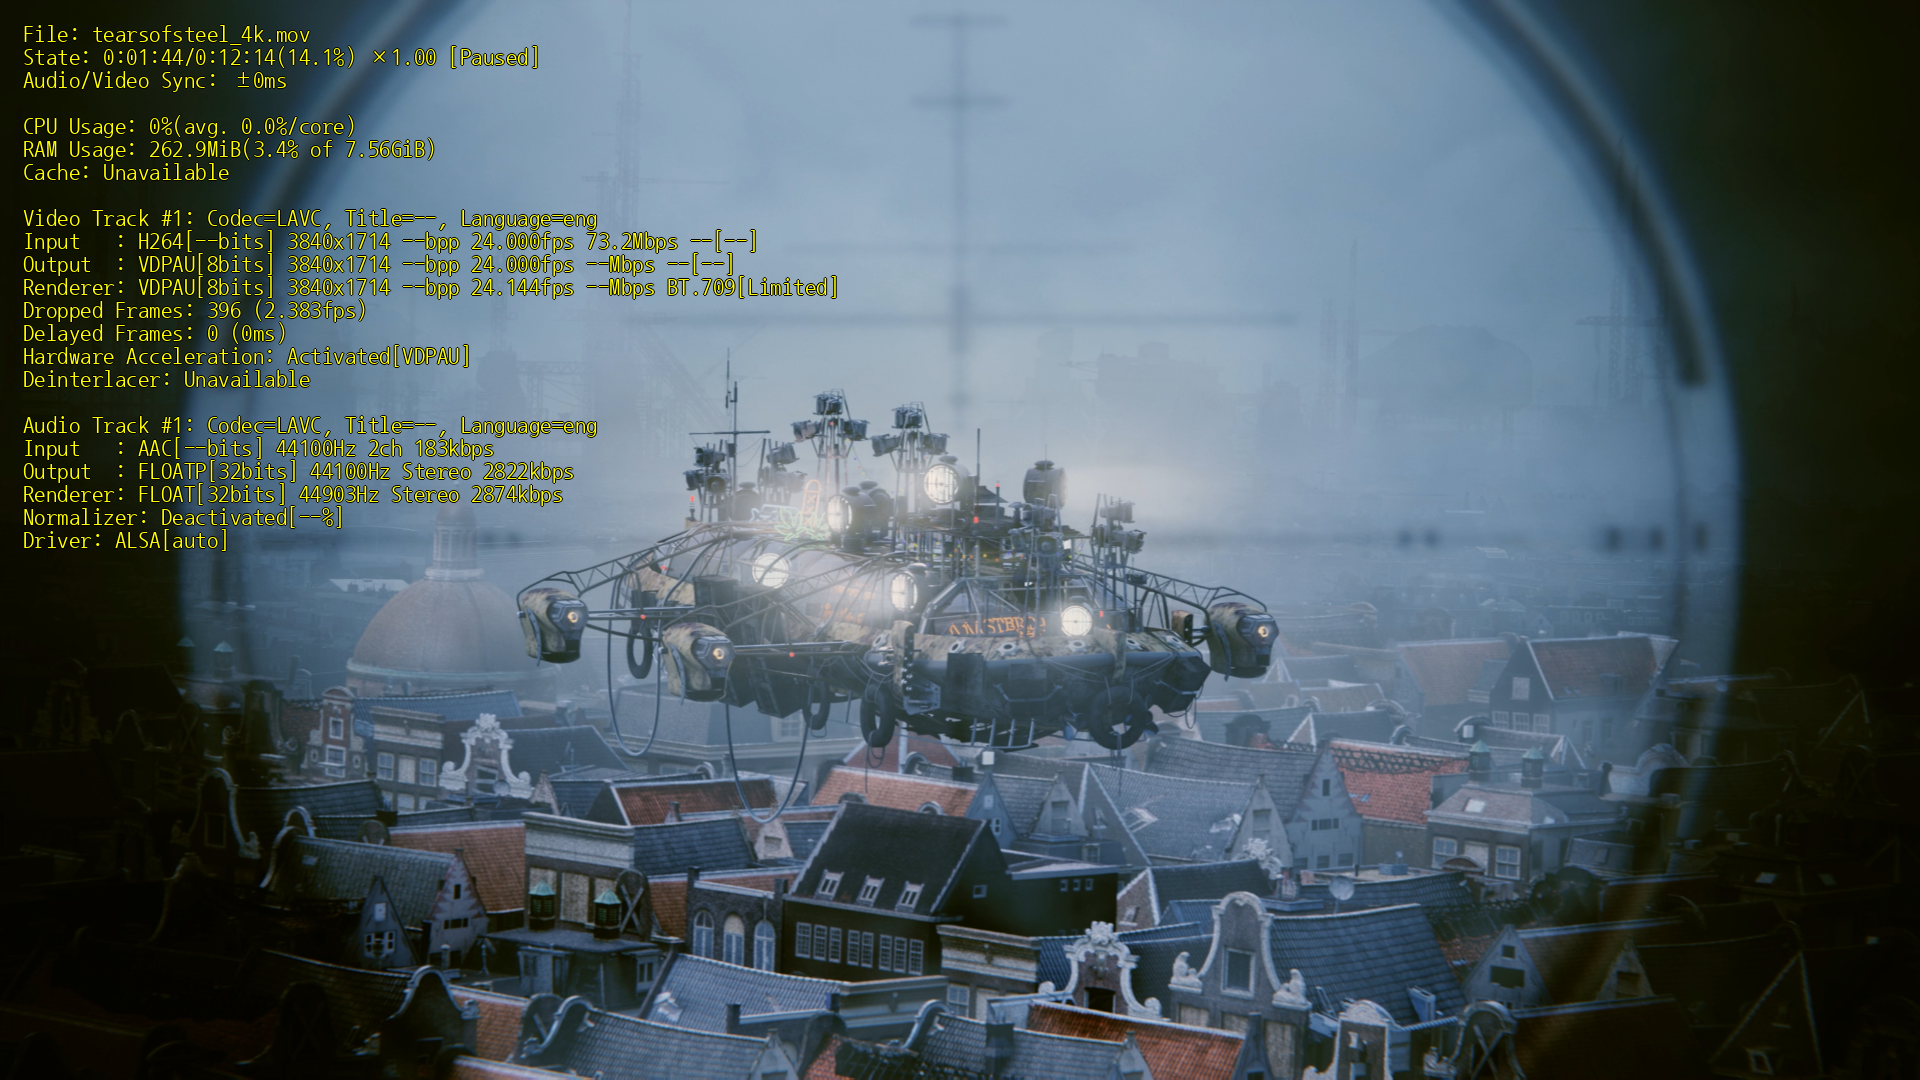 File: tearsofsteel_4k.mov
State: 0:01:44/0:12:14(14.1%) ×1.00 [Paused]
Audio/Video Sync: ±0ms
CPU Usage: 0%(avg. 0.0%/core)
RAM Usage: 262.9MiB(3.4% of 7.56GiB)
Cache: Unavailable
Video Track #1: Codec=LAVC, Title=--, Language=eng
Input   : H264[--bits] 3840x1714 --bpp 24.000fps 73.2Mbps --[--]
Output  : VDPAU[8bits] 3840x1714 --bpp 24.000fps --Mbps --[--]
Renderer: VDPAU[8bits] 3840x1714 --bpp 24.144fps --Mbps BT.709[Limited]
Dropped Frames: 396 (2.383fps)
Delayed Frames: 0 (0ms)
Hardware Acceleration: Activated[VDPAU]
Deinterlacer: Unavailable
Audio Track #1: Codec=LAVC, Title=--, Language=eng
Input   : AAC[--bits] 44100Hz 2ch 183kbps
Output  : FLOATP[32bits] 44100Hz Stereo 2822kbps
Renderer: FLOAT[32bits] 44903Hz Stereo 2874kbps
Normalizer: Deactivated[--%]
Driver: ALSA[auto]